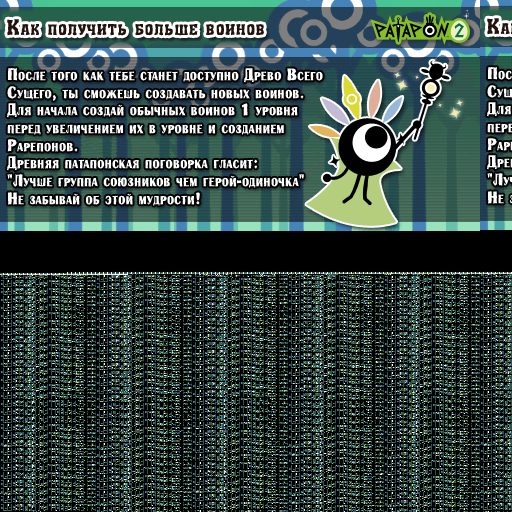 Как получить больше воинов
PATAPON 2
После того как тебе станет доступно Древо Всего
Сущего, ты сможешь создавать новых воинов.
Для начала создай обычных воинов 1 уровня
перед увеличением их в уровне и созданием
Рарепонов.
Древняя патапонская поговорка гласит:
"Лучше группа союзников чем герой-одиночка"
Не забывай об этой мудрости!